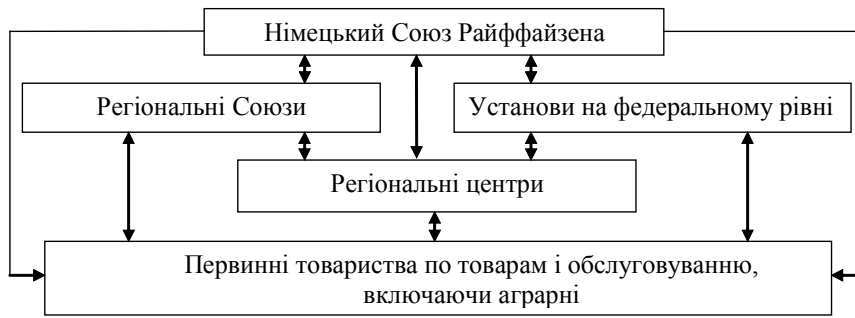 Німецький Союз Райффайзена
Регіональні Союзи
Установи на федеральному рівні
Регіональні центри
Первинні товариства по товарам і обслуговуванню,
включаючи аграрні